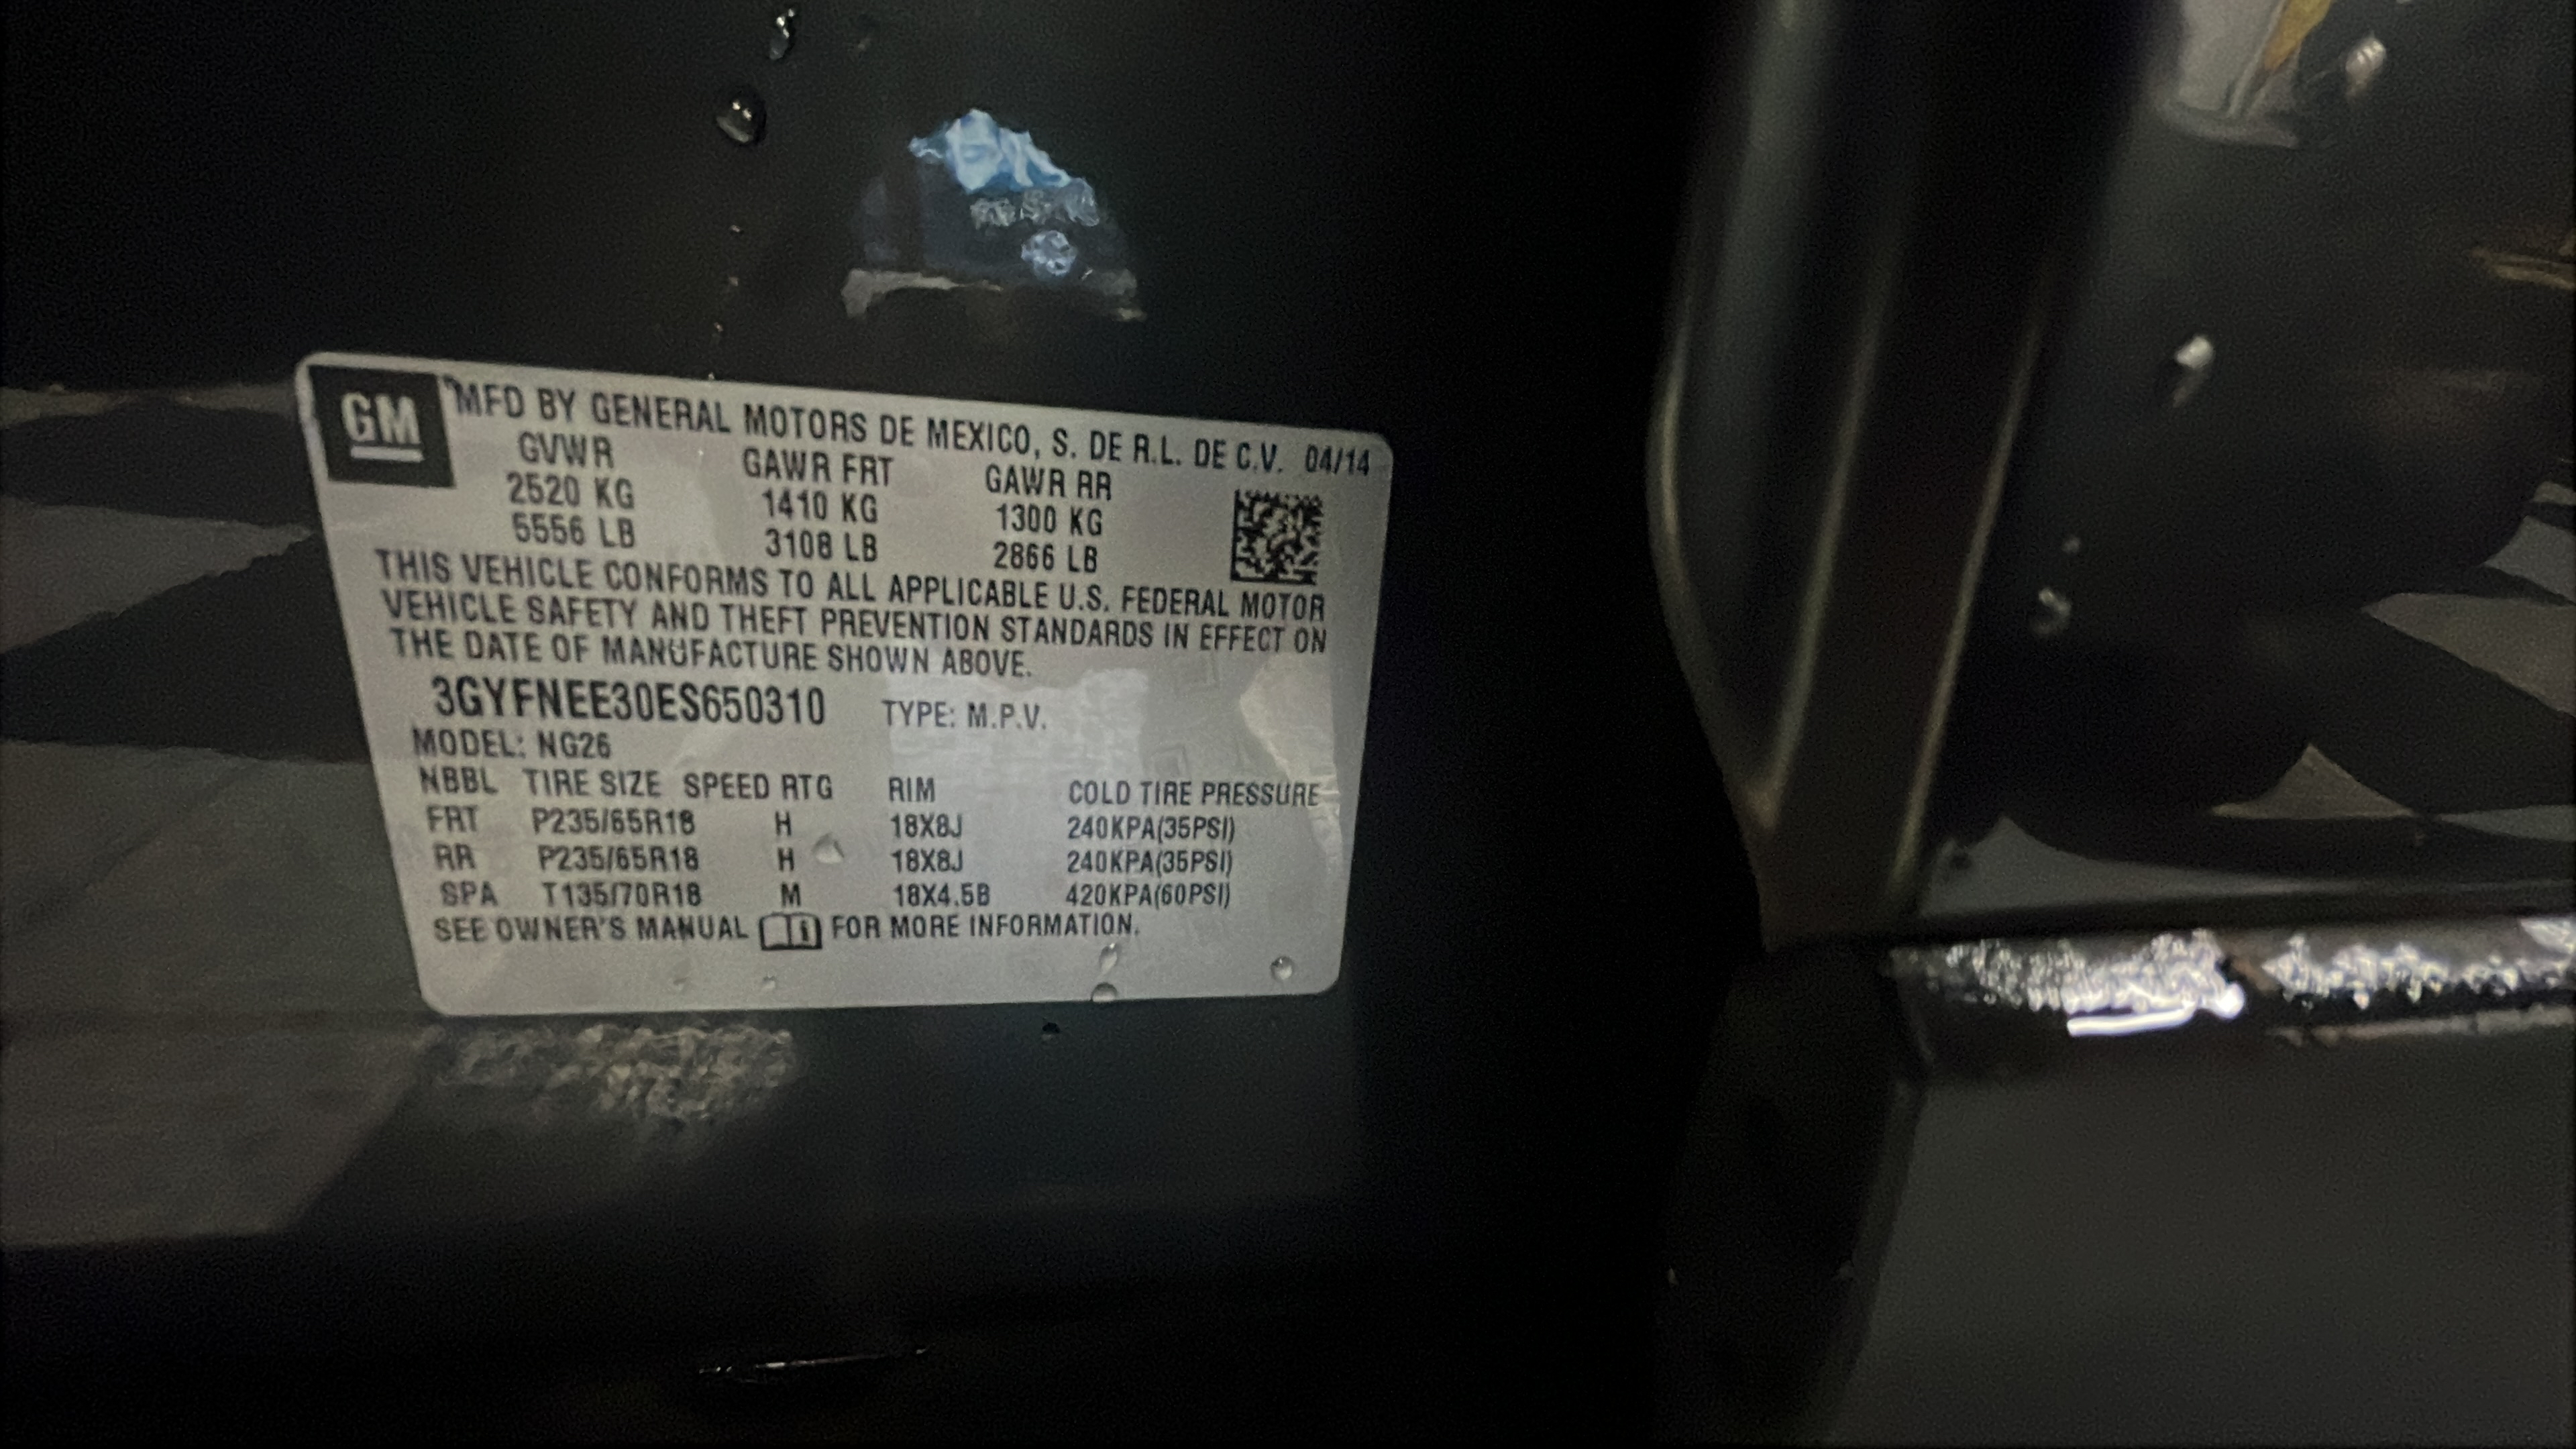 GM
MFD BY GENERAL MOTORS DE MEXICO, S. DE R.L. DE C.V. 04/14
GVWR GAWR FRT GAWR RR
2520 KG 1410 KG 1300 KG
5556 LB 3108 LB 2866 LB
THIS VEHICLE CONFORMS TO ALL APPLICABLE U.S. FEDERAL MOTOR
VEHICLE SAFETY AND THEFT PREVENTION STANDARDS IN EFFECT ON
THE DATE OF MANUFACTURE SHOWN ABOVE.
3GYFNEE30ES650310 TYPE: M.P.V.
MODEL: NG26
NBBL TIRE SIZE SPEED RTG RIM COLD TIRE PRESSURE
FRT P235/65R18 H 18X8J 240KPA(35PSI)
RR P235/65R18 H 18X8J 240KPA(35PSI)
SPA T135/70R18 M 18X4.5B 420KPA(60PSI)
SEE OWNER'S MANUAL FOR MORE INFORMATION.